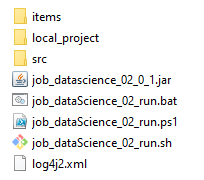 items
local_project
src
job_datascience_02_0_1.jar
job_dataScience_02_run.bat
job_dataScience_02_run.ps1
job_dataScience_02_run.sh
log4j2.xml